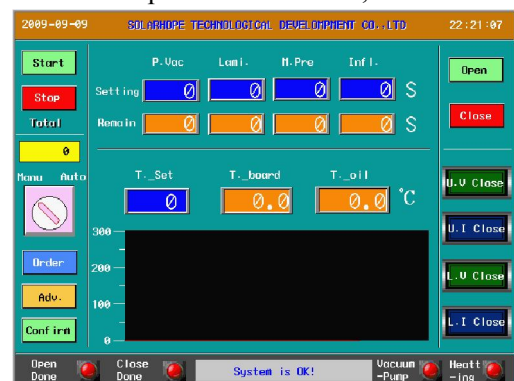 2009-09-09 SOLARHOPE TECHNOLOGICAL DEVELOMPMENT CO.,LTD 22:21:07
Start P.Vac Lami. M.Pre Infl. Open
Stop Setting 0 0 0 0 S
Total Remain 0 0 0 0 S Close
0
Manu Auto T._Set T._board T._oil U.V Close
0 0.0 0.0 °C
300 U.I Close
Order 200 L.V Close
Adv. 100
Confirm 0 L.I Close
Open Done Close Done System is OK! Vacuum -Pump Heatt -ing